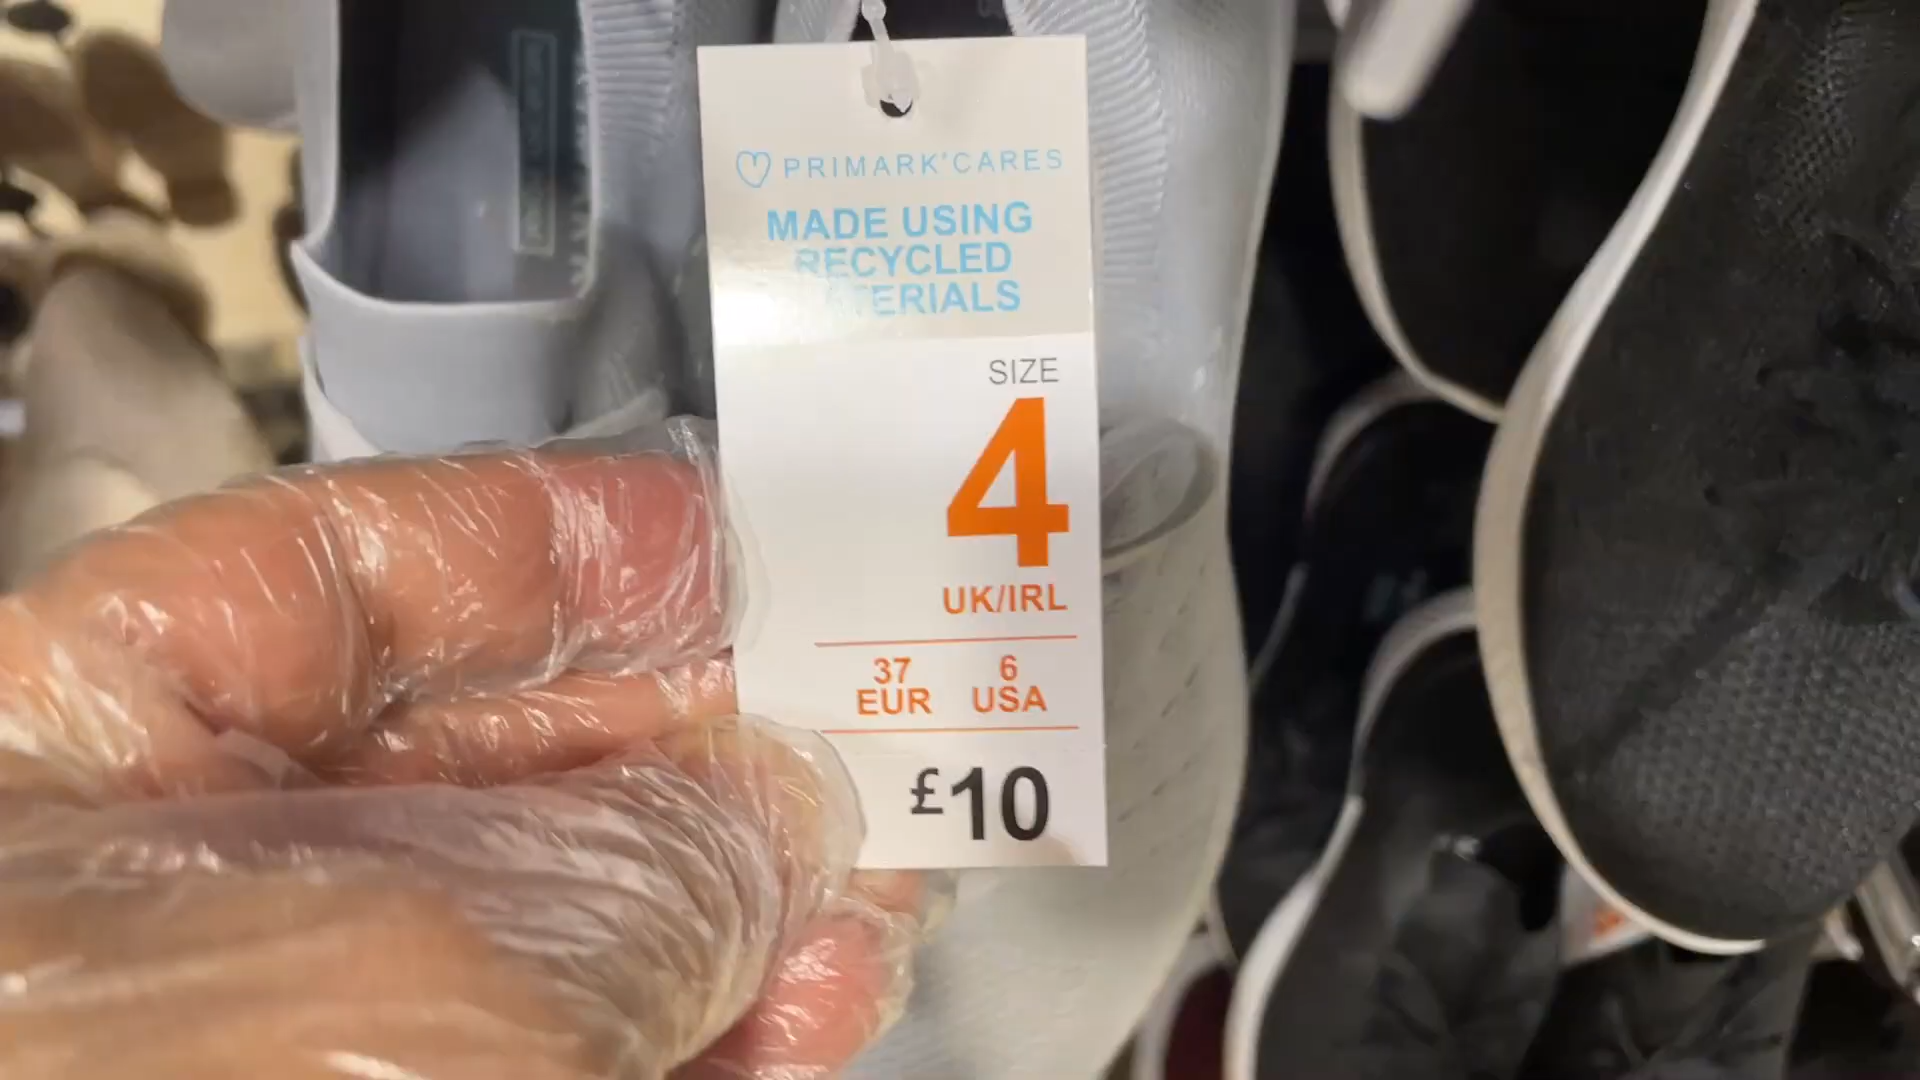 PRIMARK CARES
MADE USING
RECYCLED
MATERIALS
SIZE
4
UK/IRL
37 6
EUR USA
£10